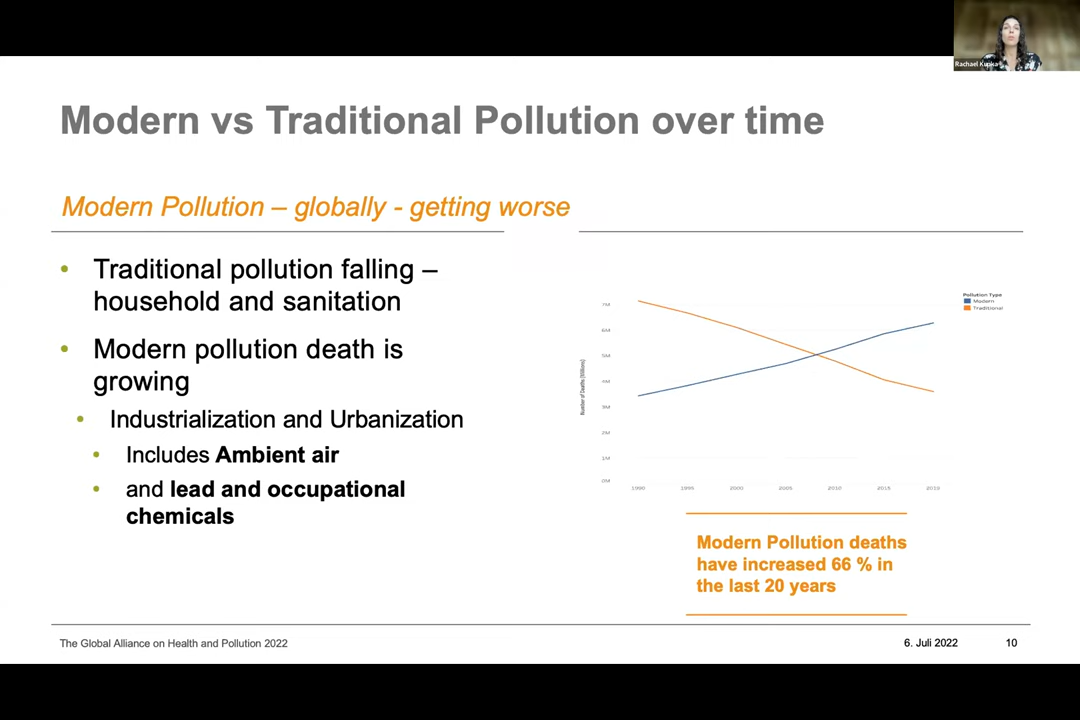 Rachael Kupka
Modern vs Traditional Pollution over time
Modern Pollution – globally - getting worse
• Traditional pollution falling –
household and sanitation
• Modern pollution death is
growing
• Industrialization and Urbanization
• Includes Ambient air
• and lead and occupational
chemicals
Pollution Type
Modern
Traditional
Number of Deaths (Millions)
7M
6M
5M
4M
3M
2M
1M
0M
1990 1995 2000 2005 2010 2015 2019
Modern Pollution deaths
have increased 66 % in
the last 20 years
The Global Alliance on Health and Pollution 2022
6. Juli 2022
10